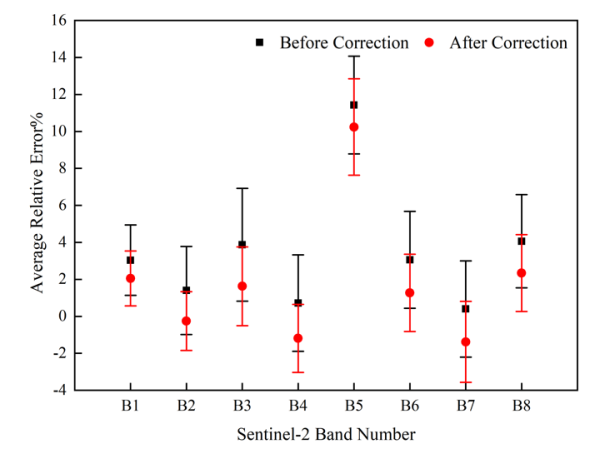 Average Relative Error%
16
14
12
10
8
6
4
2
0
-2
-4
Before Correction After Correction
B1 B2 B3 B4 B5 B6 B7 B8
Sentinel-2 Band Number